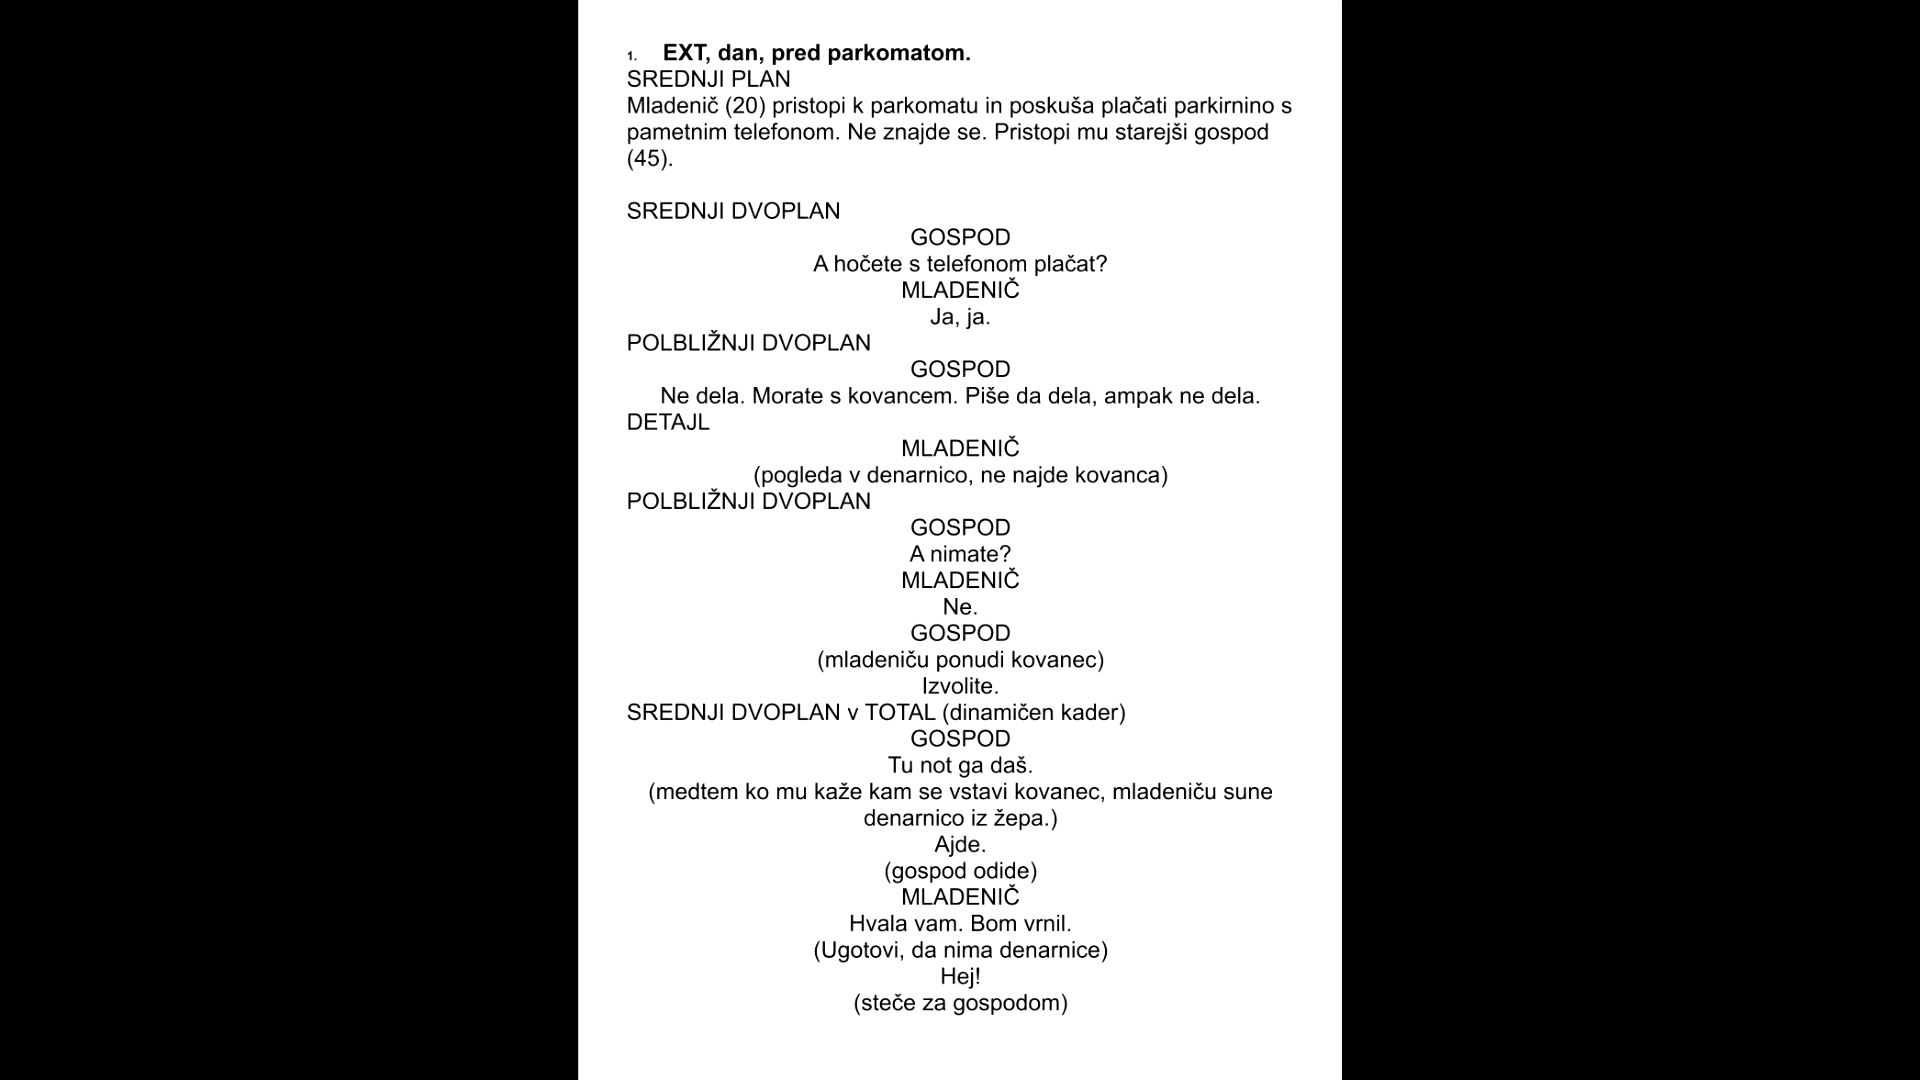 1. EXT, dan, pred parkomatom.
SREDNJI PLAN
Mladenič (20) pristopi k parkomatu in poskuša plačati parkirnino s
pametnim telefonom. Ne znajde se. Pristopi mu starejši gospod
(45).
SREDNJI DVOPLAN
GOSPOD
A hočete s telefonom plačat?
MLADENIČ
Ja, ja.
POLBLIŽNJI DVOPLAN
GOSPOD
Ne dela. Morate s kovancem. Piše da dela, ampak ne dela.
DETAJL
MLADENIČ
(pogleda v denarnico, ne najde kovanca)
POLBLIŽNJI DVOPLAN
GOSPOD
A nimate?
MLADENIČ
Ne.
GOSPOD
(mladeniču ponudi kovanec)
Izvolite.
SREDNJI DVOPLAN v TOTAL (dinamičen kader)
GOSPOD
Tu not ga daš.
(medtem ko mu kaže kam se vstavi kovanec, mladeniču sune
denarnico iz žepa.)
Ajde.
(gospod odide)
MLADENIČ
Hvala vam. Bom vrnil.
(Ugotovi, da nima denarnice)
Hej!
(steče za gospodom)